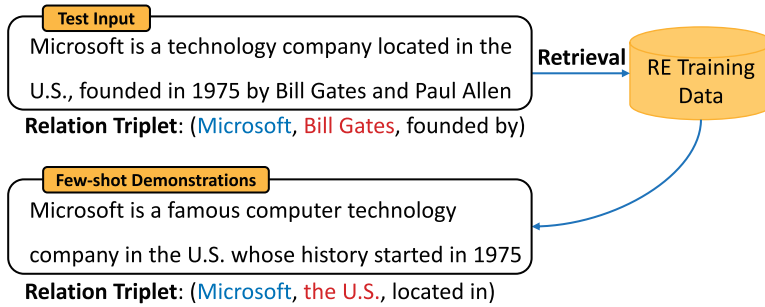 Test Input
Microsoft is a technology company located in the
U.S., founded in 1975 by Bill Gates and Paul Allen
Relation Triplet: (Microsoft, Bill Gates, founded by)
Retrieval
RE Training
Data
Few-shot Demonstrations
Microsoft is a famous computer technology
company in the U.S. whose history started in 1975
Relation Triplet: (Microsoft, the U.S., located in)